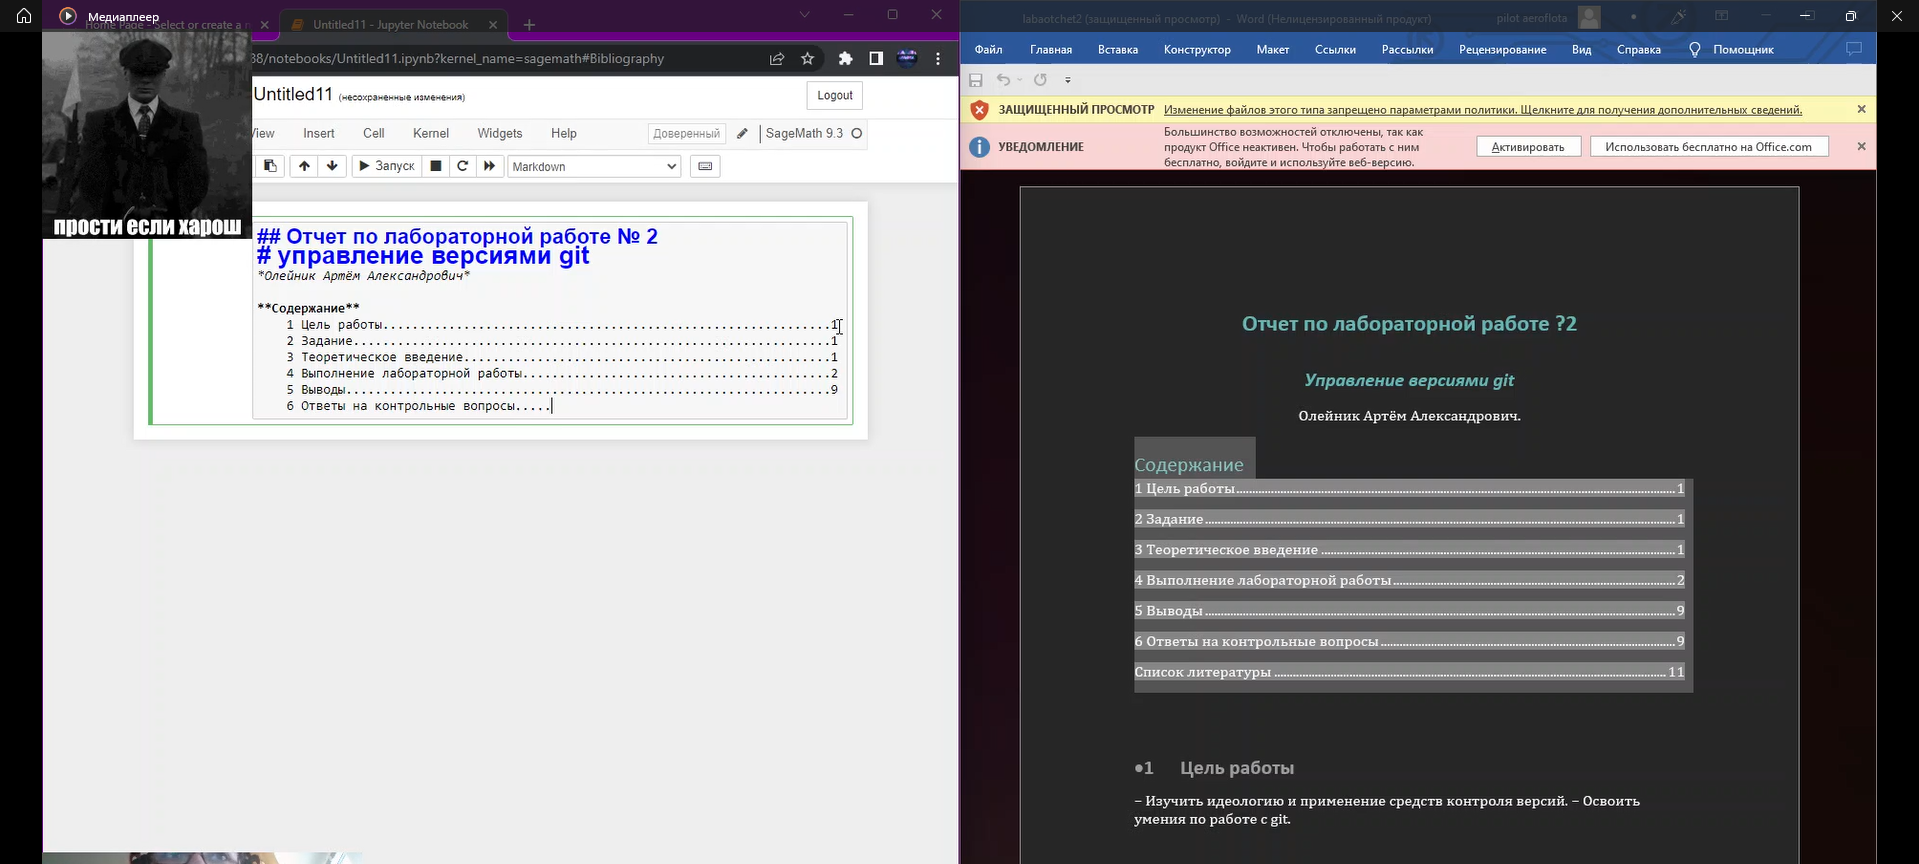 Медиаплеер
Home Page - Select or create a n
Untitled11 - Jupyter Notebook
38/notebooks/Untitled11.ipynb?kernel_name=sagemath#Bibliography
прости если хaрош
Untitled11 (несохраненные изменения)
Logout
View Insert Cell Kernel Widgets Help
Доверенный
SageMath 9.3
Запуск
Markdown
## Отчет по лабораторной работе № 2
# управление версиями git
*Олейник Артём Александрович*
**Содержание**
1 Цель работы.............................................................1
2 Задание.................................................................1
3 Теоретическое введение..................................................1
4 Выполнение лабораторной работы..........................................2
5 Выводы..................................................................9
6 Ответы на контрольные вопросы.....
labaotchet2 (защищенный просмотр) - Word (Нелицензированный продукт)
pilot aeroflota
Файл Главная Вставка Конструктор Макет Ссылки Рассылки Рецензирование Вид Справка Помощник
ЗАЩИЩЕННЫЙ ПРОСМОТР Изменение файлов этого типа запрещено параметрами политики. Щелкните для получения дополнительных сведений.
УВЕДОМЛЕНИЕ
Большинство возможностей отключены, так как
продукт Office неактивен. Чтобы работать с ним
бесплатно, войдите и используйте веб-версию.
Активировать
Использовать бесплатно на Office.com
Отчет по лабораторной работе ?2
Управление версиями git
Олейник Артём Александрович.
Содержание
1 Цель работы.............................................................1
2 Задание.................................................................1
3 Теоретическое введение..................................................1
4 Выполнение лабораторной работы..........................................2
5 Выводы..................................................................9
6 Ответы на контрольные вопросы...........................................9
Список литературы.........................................................11
•1 Цель работы
– Изучить идеологию и применение средств контроля версий. – Освоить
умения по работе с git.